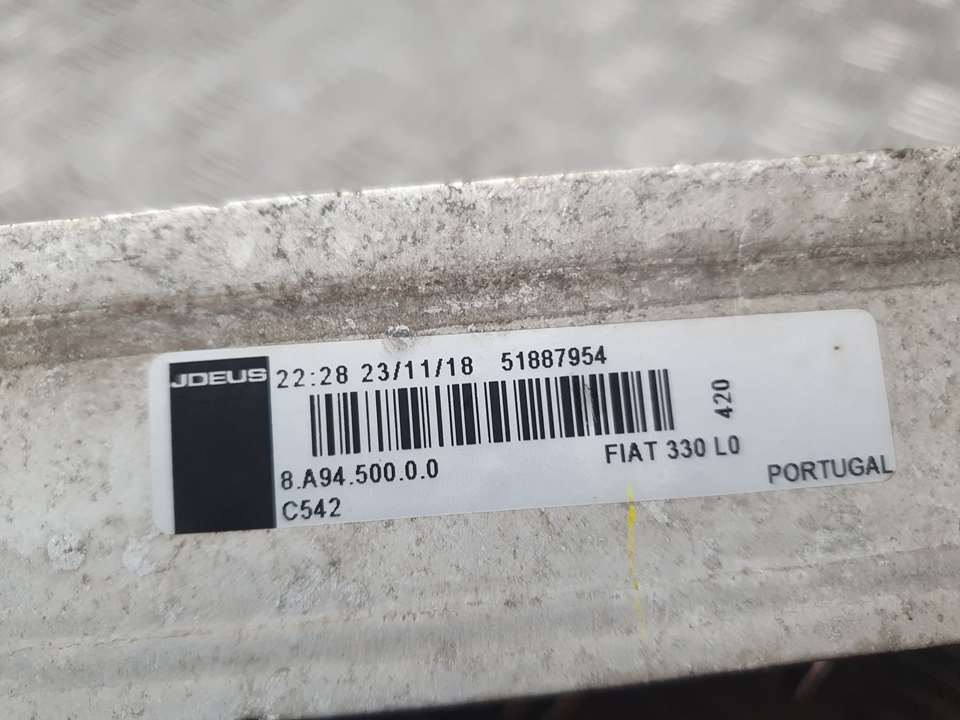 JDEUS 22:28 23/11/18 51887954
420
8.A94.500.0.0 FIAT 330 L0
C542 PORTUGAL